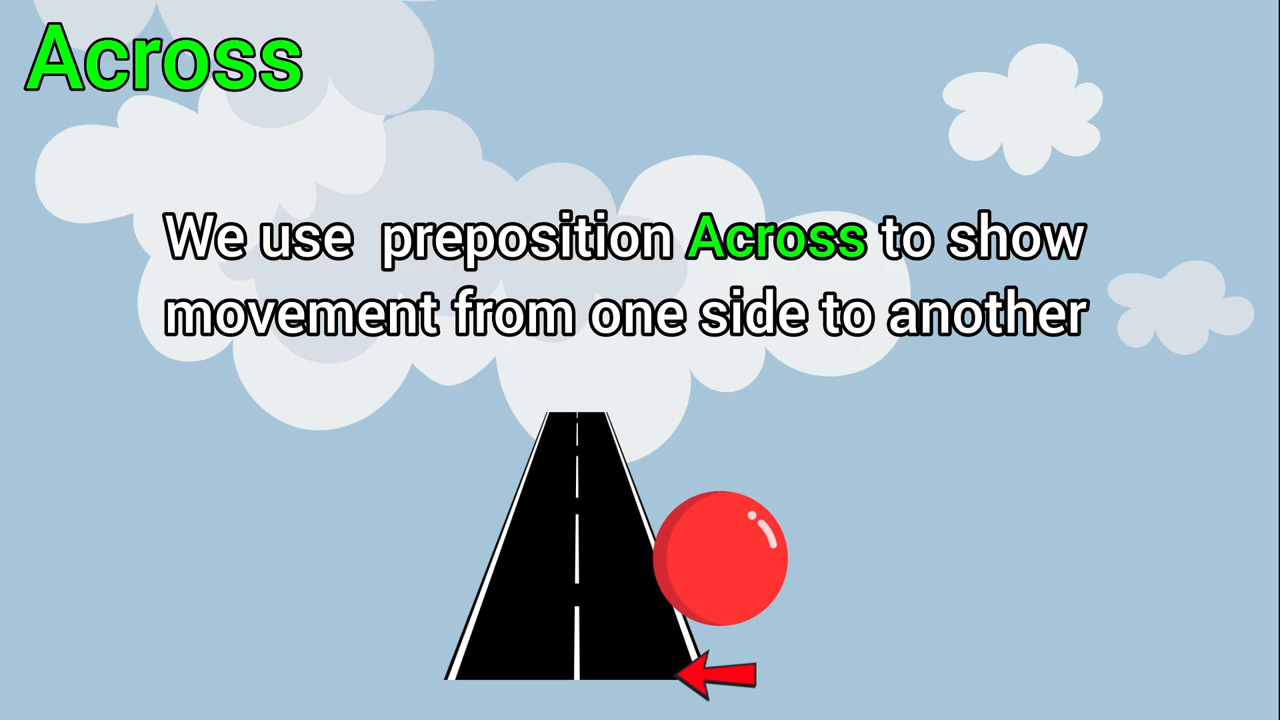 Across
We use  preposition Across to show
movement from one side to another